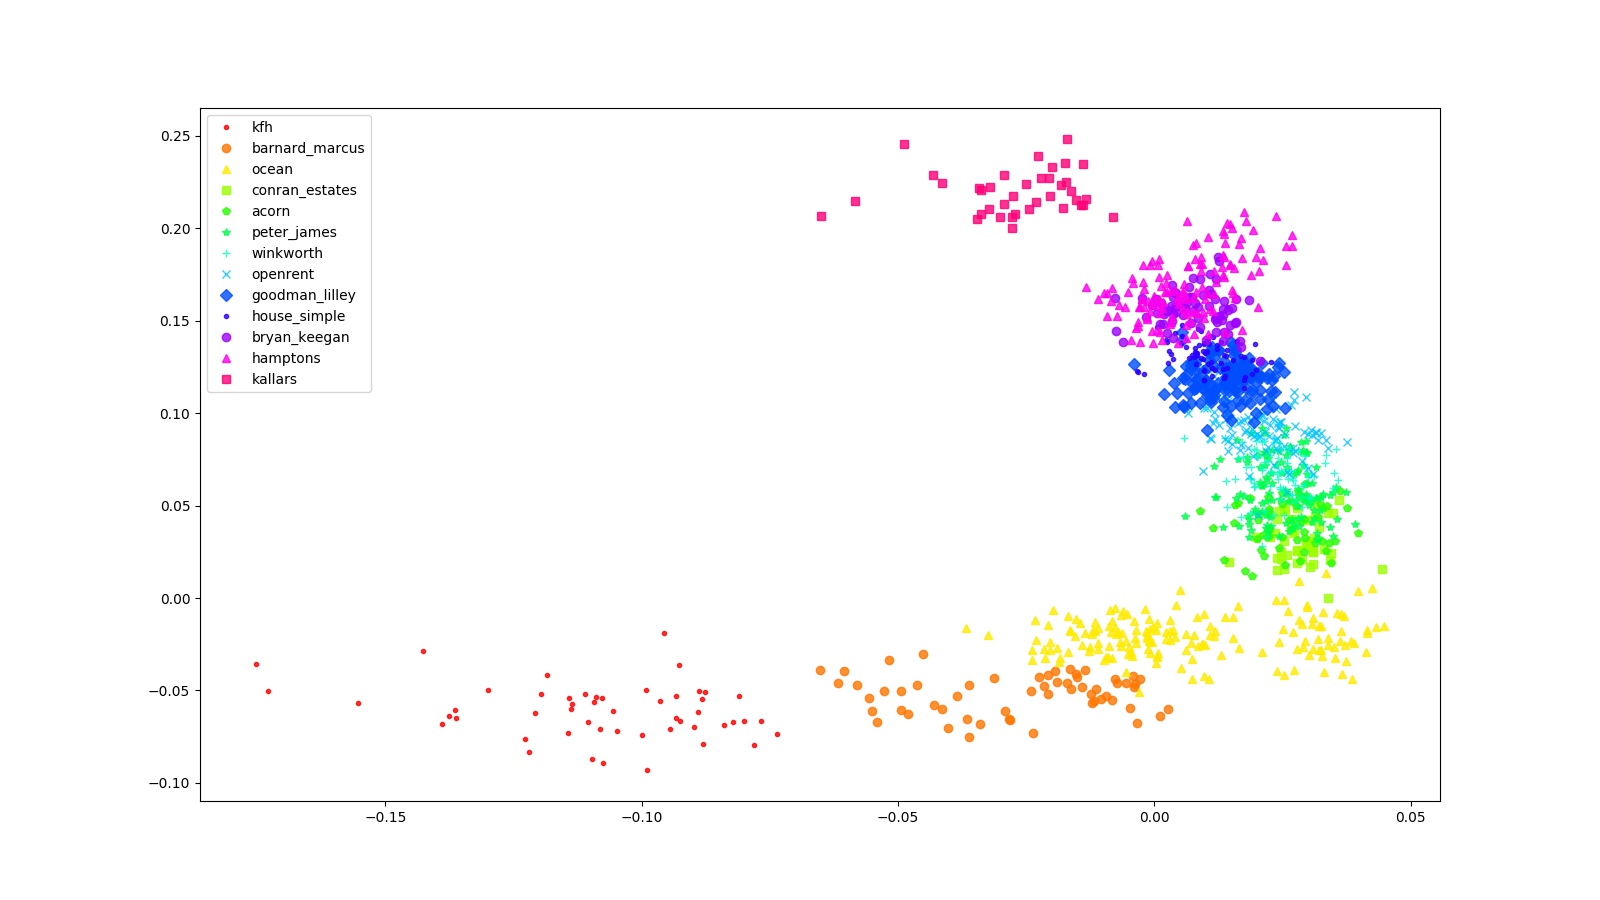 kfh
barnard_marcus
ocean
conran_estates
acorn
peter_james
winkworth
openrent
goodman_lilley
house_simple
bryan_keegan
hamptons
kallars
0.25
0.20
0.15
0.10
0.05
0.00
−0.05
−0.10
−0.15 −0.10 −0.05 0.00 0.05